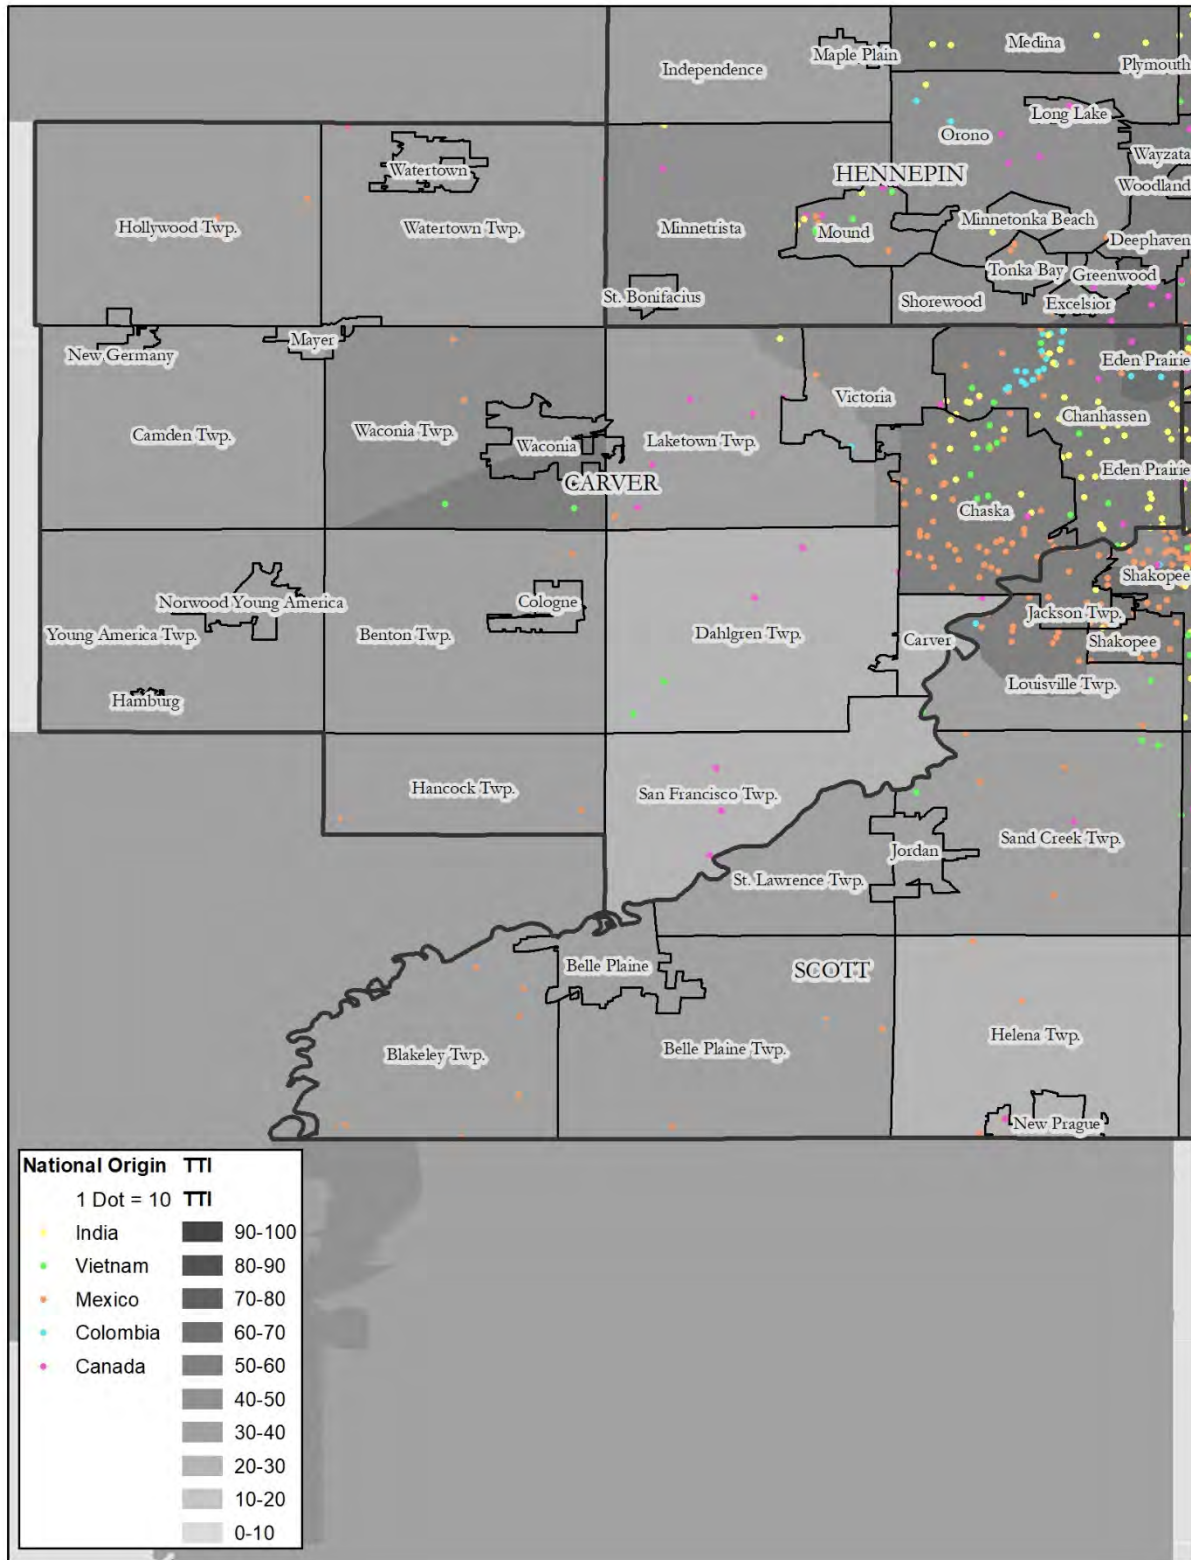 Medina
Maple Plain
Plymouth
Independence
Long Lake
Orono
Wayzata
Watertown
HENNEPIN
Woodland
Hollywood Twp.
Watertown Twp.
Minnetrista
Mound
Minnetonka Beach
Deephaven
Tonka Bay
Greenwood
St. Bonifacius
Shorewood
Excelsior
New Germany
Mayer
Eden Prairie
Victoria
Chanhassen
Camden Twp.
Waconia Twp.
Waconia
Laketown Twp.
Eden Prairie
CARVER
Chaska
Shakopee
Norwood Young America
Cologne
Jackson Twp.
Young America Twp.
Benton Twp.
Dahlgren Twp.
Carver
Shakopee
Louisville Twp.
Hamburg
Hancock Twp.
San Francisco Twp.
Sand Creek Twp.
Jordan
St. Lawrence Twp.
Belle Plaine
SCOTT
Blakeley Twp.
Belle Plaine Twp.
Helena Twp.
New Prague
National Origin TTI
1 Dot = 10 TTI
India 90-100
Vietnam 80-90
Mexico 70-80
Colombia 60-70
Canada 50-60
40-50
30-40
20-30
10-20
0-10